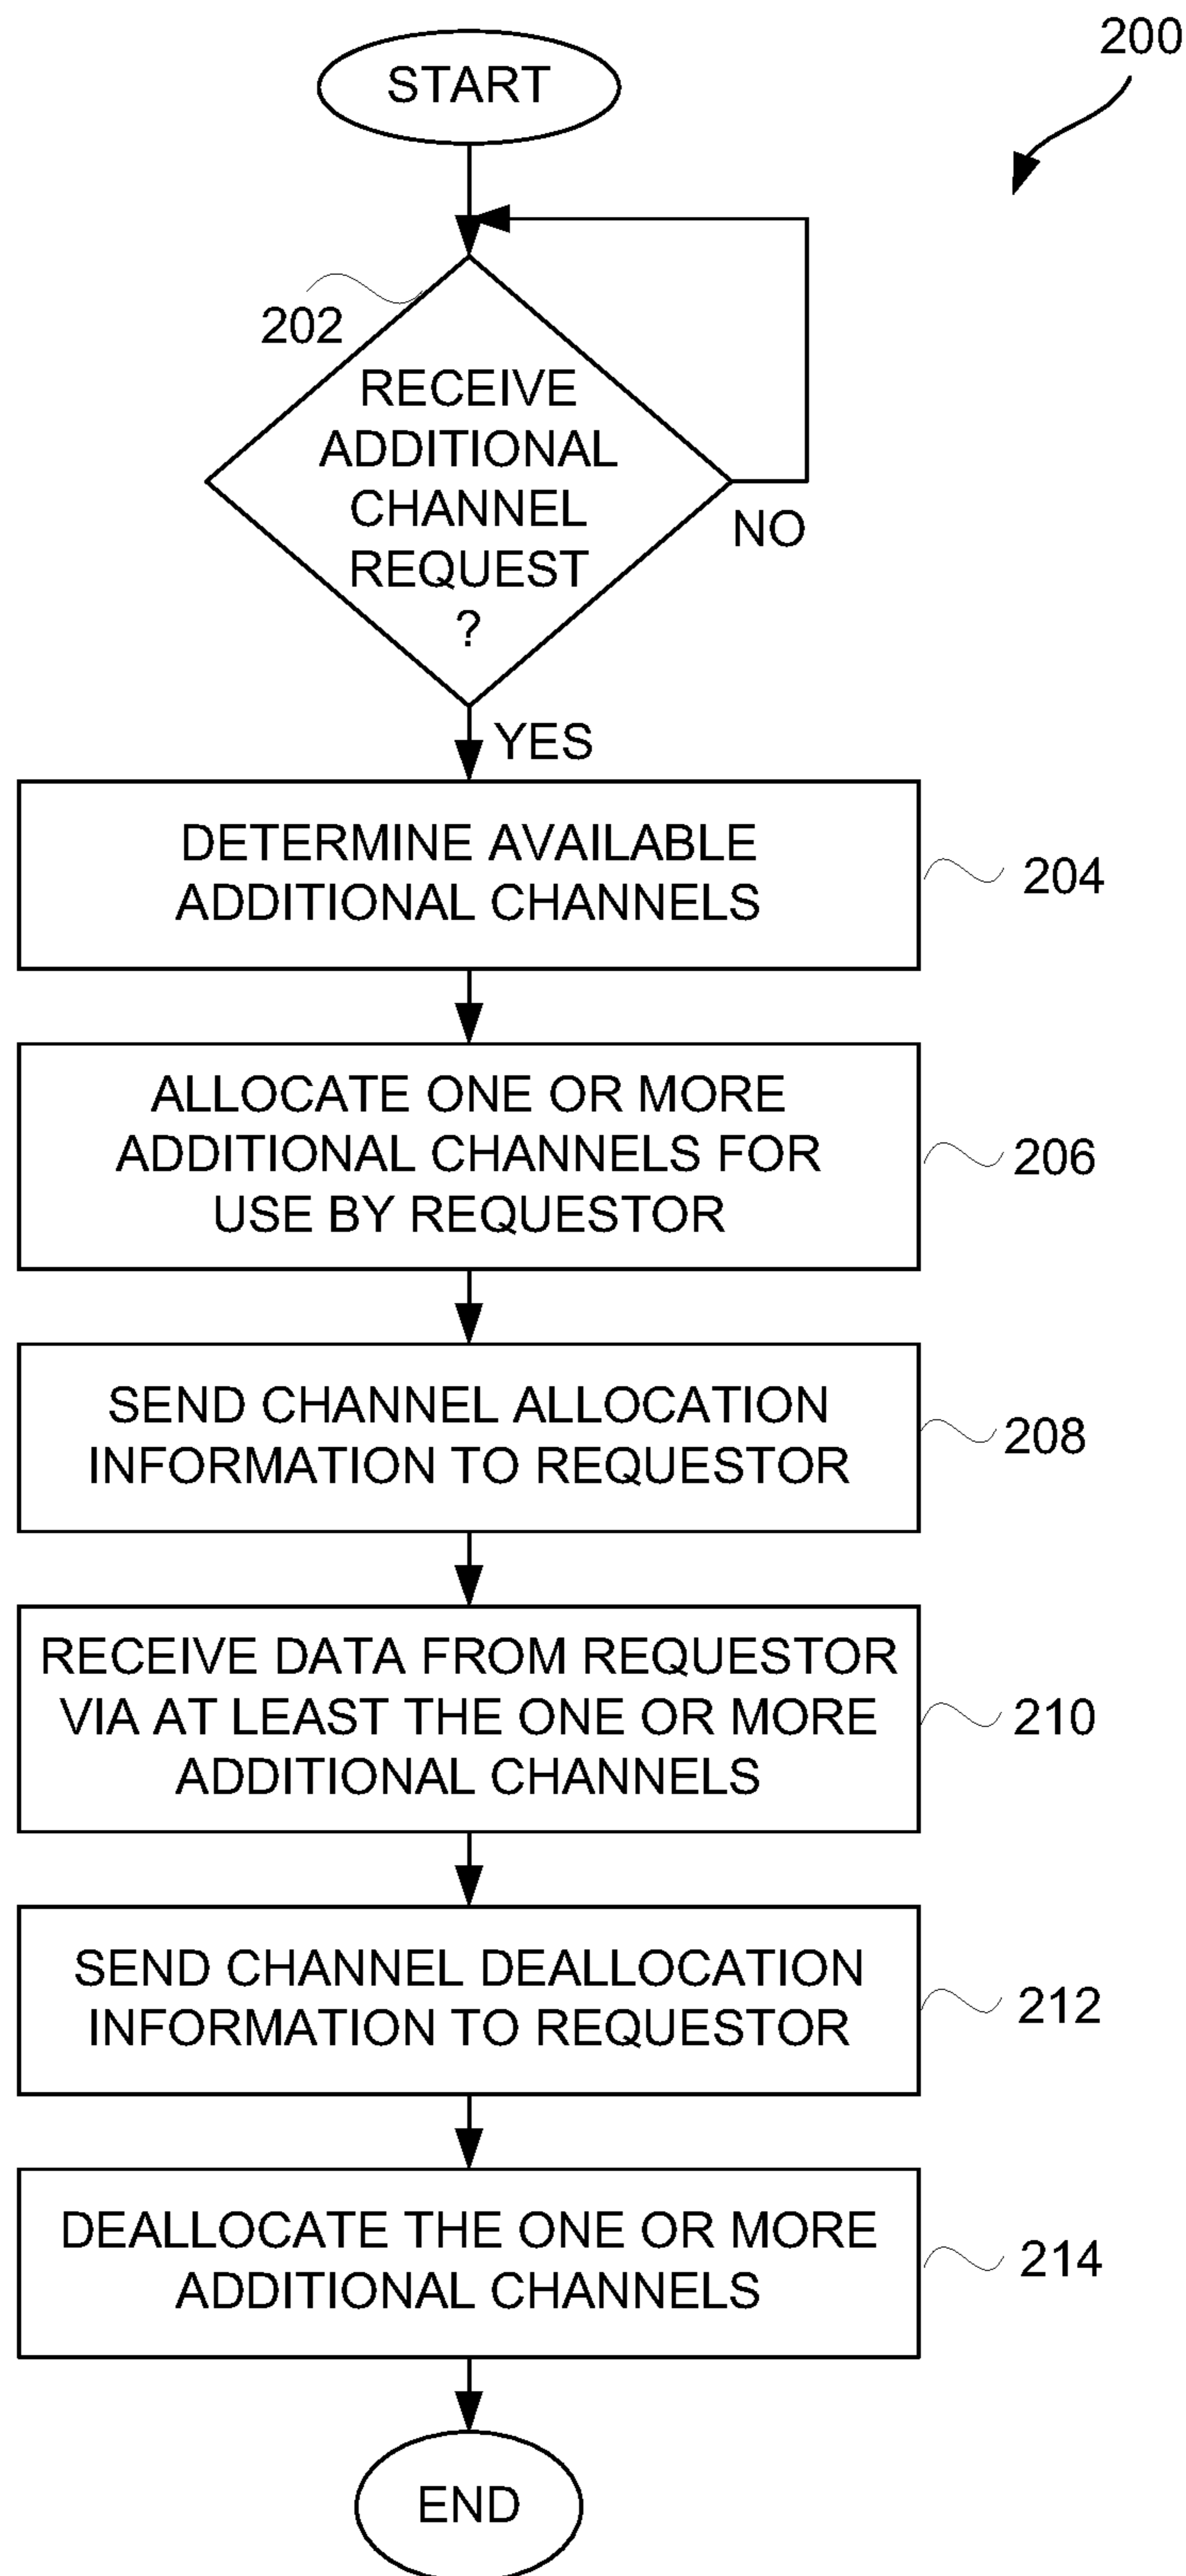 200
START
202
RECEIVE
ADDITIONAL
CHANNEL
REQUEST
?
NO
YES
DETERMINE AVAILABLE
ADDITIONAL CHANNELS
204
ALLOCATE ONE OR MORE
ADDITIONAL CHANNELS FOR
USE BY REQUESTOR
206
SEND CHANNEL ALLOCATION
INFORMATION TO REQUESTOR
208
RECEIVE DATA FROM REQUESTOR
VIA AT LEAST THE ONE OR MORE
ADDITIONAL CHANNELS
210
SEND CHANNEL DEALLOCATION
INFORMATION TO REQUESTOR
212
DEALLOCATE THE ONE OR MORE
ADDITIONAL CHANNELS
214
END